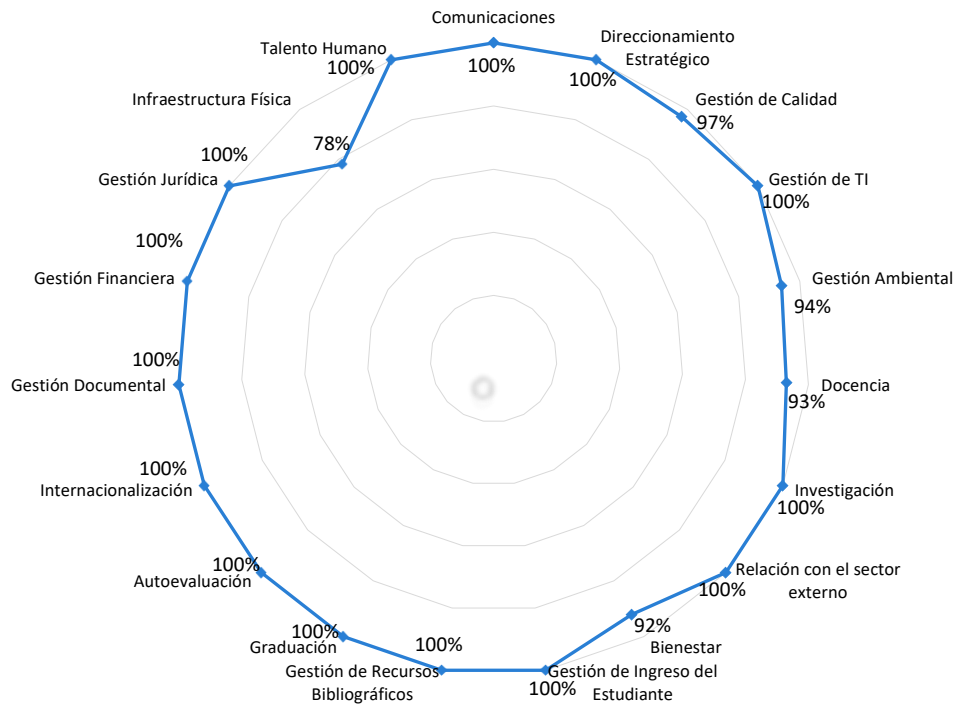 Comunicaciones
100%
Direccionamiento
Estratégico
100%
Gestión de Calidad
97%
Gestión de TI
100%
Gestión Ambiental
94%
Docencia
93%
Investigación
100%
Relación con el sector
externo
100%
Bienestar
92%
Gestión de Ingreso del
Estudiante
100%
Gestión de Recursos
Bibliográficos
100%
Graduación
100%
Autoevaluación
100%
Internacionalización
100%
Gestión Documental
100%
Gestión Financiera
100%
Gestión Jurídica
100%
Infraestructura Física
78%
Talento Humano
100%